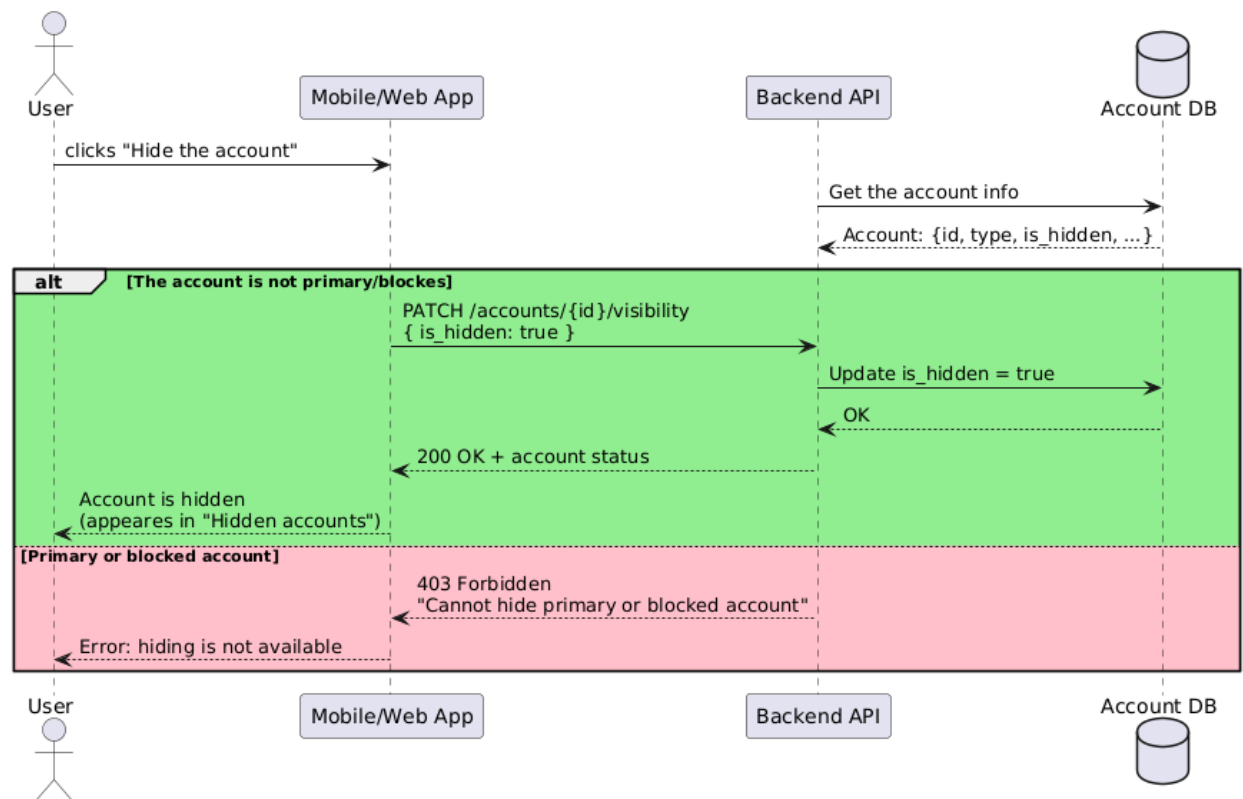 User
Mobile/Web App
Backend API
Account DB
clicks "Hide the account"
Get the account info
Account: {id, type, is_hidden, ...}
alt
[The account is not primary/blockes]
PATCH /accounts/{id}/visibility
{ is_hidden: true }
Update is_hidden = true
OK
200 OK + account status
Account is hidden
(appeares in "Hidden accounts")
[Primary or blocked account]
403 Forbidden
"Cannot hide primary or blocked account"
Error: hiding is not available
User
Mobile/Web App
Backend API
Account DB